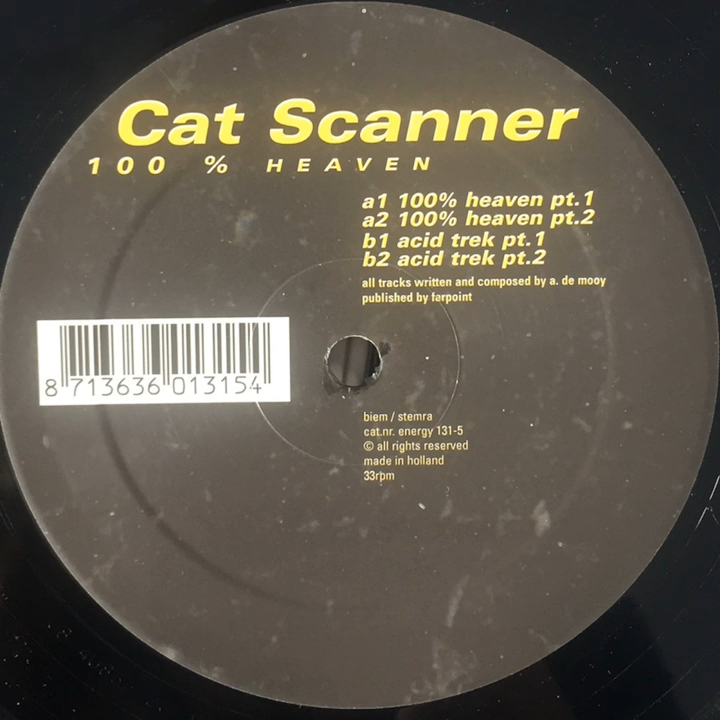 Cat Scanner
100 % HEAVEN
a1 100% heaven pt.1
a2 100% heaven pt.2
b1 acid trek pt.1
b2 acid trek pt.2
all tracks written and composed by a. de mooy
published by farpoint
8 713636 013154
biem / stemra
cat.nr. energy 131-5
© all rights reserved
made in holland
33rpm